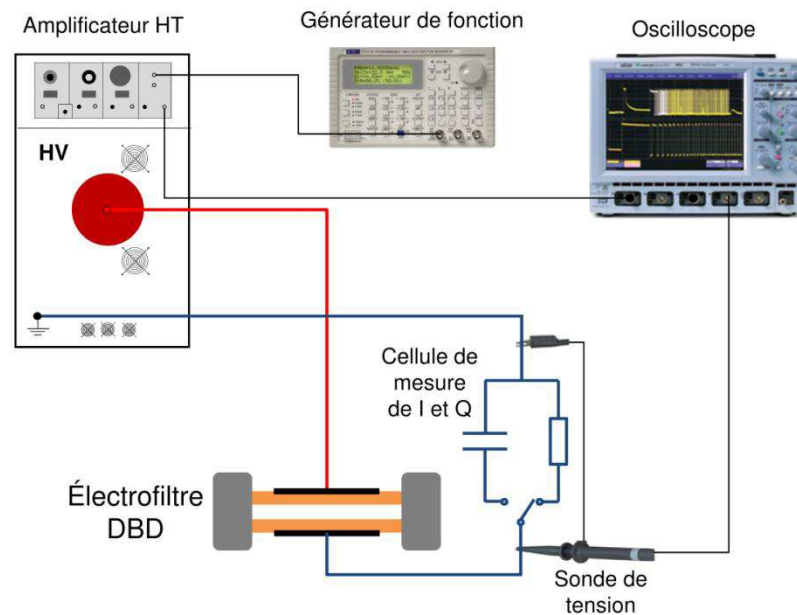 Amplificateur HT
Générateur de fonction
Oscilloscope
HV
Cellule de
mesure
de I et Q
Électrofiltre
DBD
Sonde de
tension